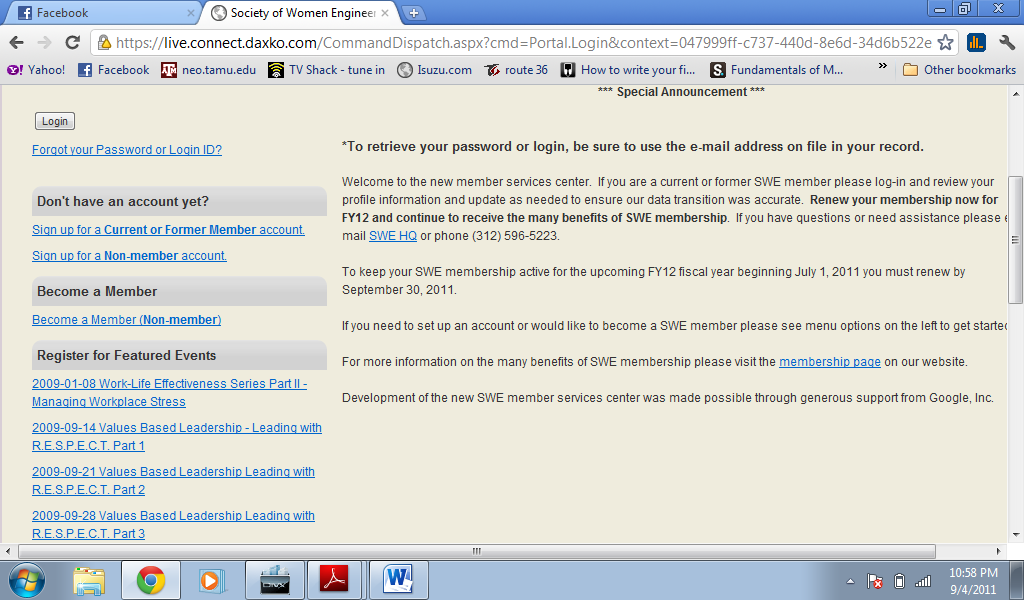 Facebook
Society of Women Engineer
https://live.connect.daxko.com/CommandDispatch.aspx?cmd=Portal.Login&context=047999ff-c737-440d-8e6d-34d6b522e
Yahoo! Facebook neo.tamu.edu TV Shack - tune in Isuzu.com route 36 How to write your fi... Fundamentals of M... » Other bookmarks
*** Special Announcement ***
Login
Forgot your Password or Login ID?
Don't have an account yet?
Sign up for a Current or Former Member account.
Sign up for a Non-member account.
Become a Member
Become a Member (Non-member)
Register for Featured Events
2009-01-08 Work-Life Effectiveness Series Part II -
Managing Workplace Stress
2009-09-14 Values Based Leadership - Leading with
R.E.S.P.E.C.T. Part 1
2009-09-21 Values Based Leadership Leading with
R.E.S.P.E.C.T. Part 2
2009-09-28 Values Based Leadership Leading with
R.E.S.P.E.C.T. Part 3
*To retrieve your password or login, be sure to use the e-mail address on file in your record.
Welcome to the new member services center. If you are a current or former SWE member please log-in and review your
profile information and update as needed to ensure our data transition was accurate. Renew your membership now for
FY12 and continue to receive the many benefits of SWE membership. If you have questions or need assistance please e
mail SWE HQ or phone (312) 596-5223.
To keep your SWE membership active for the upcoming FY12 fiscal year beginning July 1, 2011 you must renew by
September 30, 2011.
If you need to set up an account or would like to become a SWE member please see menu options on the left to get starte
For more information on the many benefits of SWE membership please visit the membership page on our website.
Development of the new SWE member services center was made possible through generous support from Google, Inc.
DIVX
10:58 PM
9/4/2011